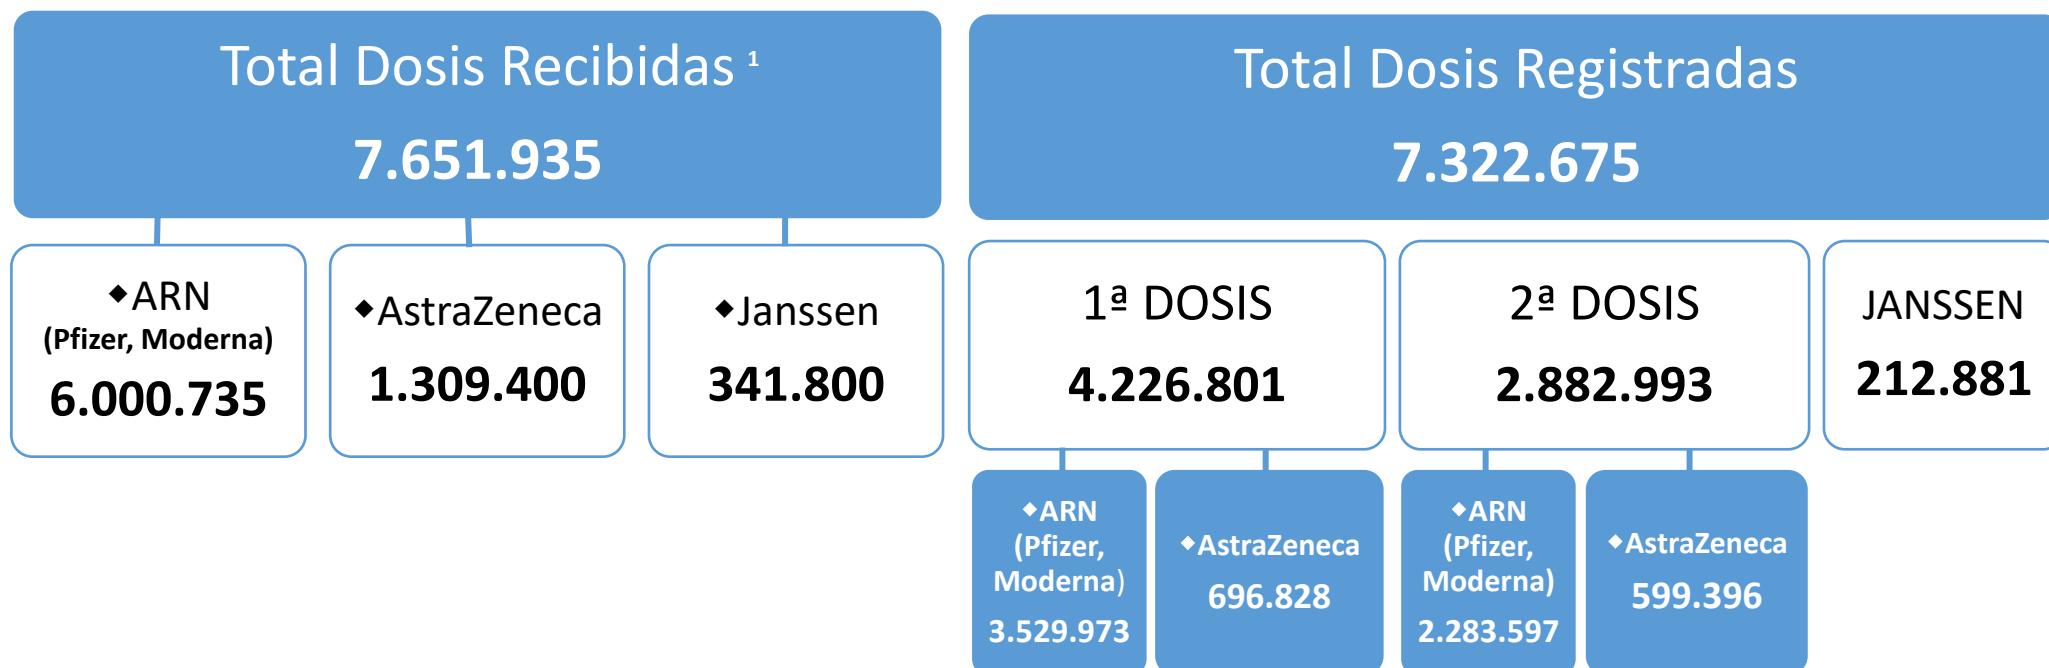 Total Dosis Recibidas ¹
7.651.935
◆ARN
(Pfizer, Moderna)
6.000.735
◆AstraZeneca
1.309.400
◆Janssen
341.800
Total Dosis Registradas
7.322.675
1ª DOSIS
4.226.801
◆ARN
(Pfizer,
Moderna)
3.529.973
◆AstraZeneca
696.828
2ª DOSIS
2.882.993
◆ARN
(Pfizer,
Moderna)
2.283.597
◆AstraZeneca
599.396
JANSSEN
212.881